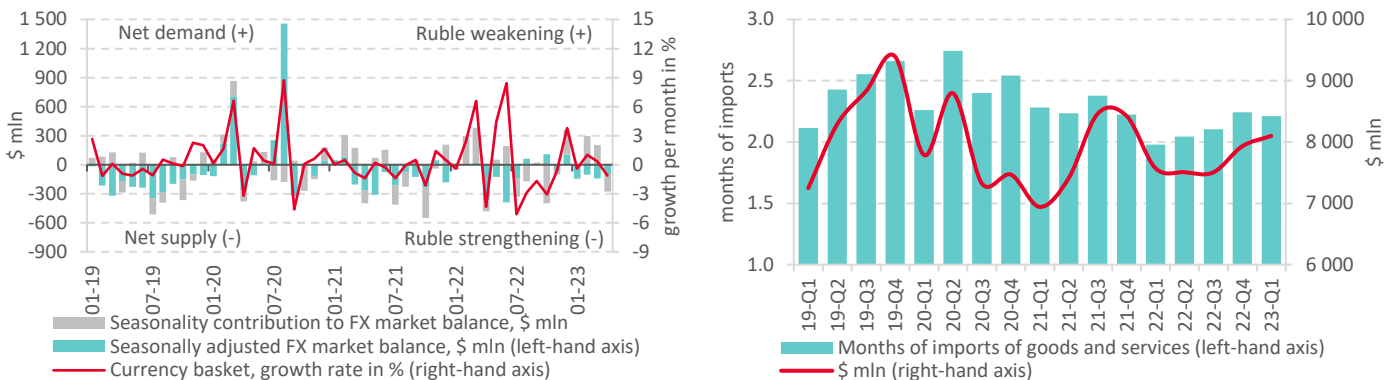 1 500
1 200
900
600
300
0
-300
-600
-900
$ mln
Net demand (+)
Ruble weakening (+)
Net supply (-)
Ruble strengthening (-)
15
12
9
6
3
0
-3
-6
-9
growth per month in %
01-19
07-19
01-20
07-20
01-21
07-21
01-22
07-22
01-23
Seasonality contribution to FX market balance, $ mln
Seasonally adjusted FX market balance, $ mln (left-hand axis)
Currency basket, growth rate in % (right-hand axis)
3.0
2.5
2.0
1.5
1.0
months of imports
10 000
9 000
8 000
7 000
6 000
$ mln
19-Q1
19-Q2
19-Q3
19-Q4
20-Q1
20-Q2
20-Q3
20-Q4
21-Q1
21-Q2
21-Q3
21-Q4
22-Q1
22-Q2
22-Q3
22-Q4
23-Q1
Months of imports of goods and services (left-hand axis)
$ mln (right-hand axis)